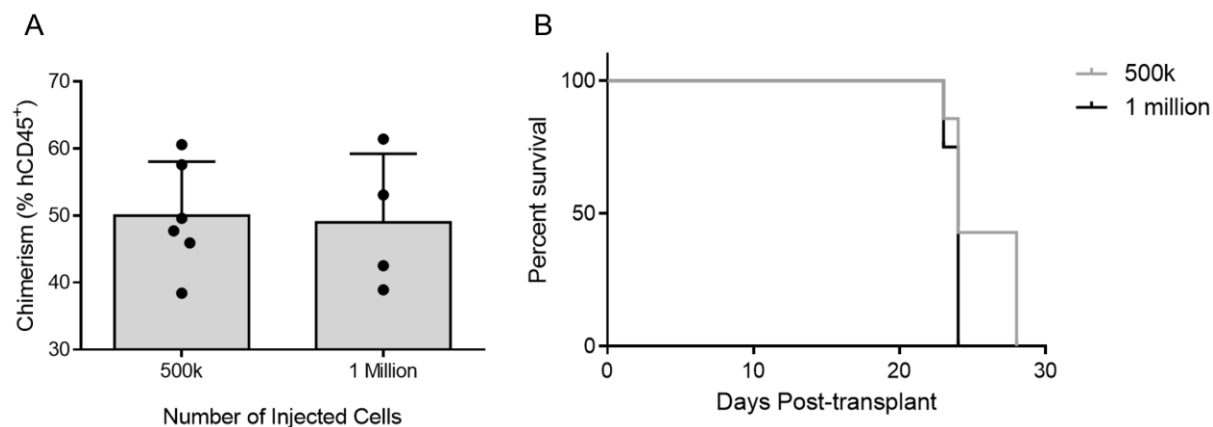 A
Chimerism (% hCD45⁺)
70
60
50
40
30
500k
1 Million
Number of Injected Cells
B
Percent survival
100
50
0
0
10
20
30
Days Post-transplant
500k
1 million